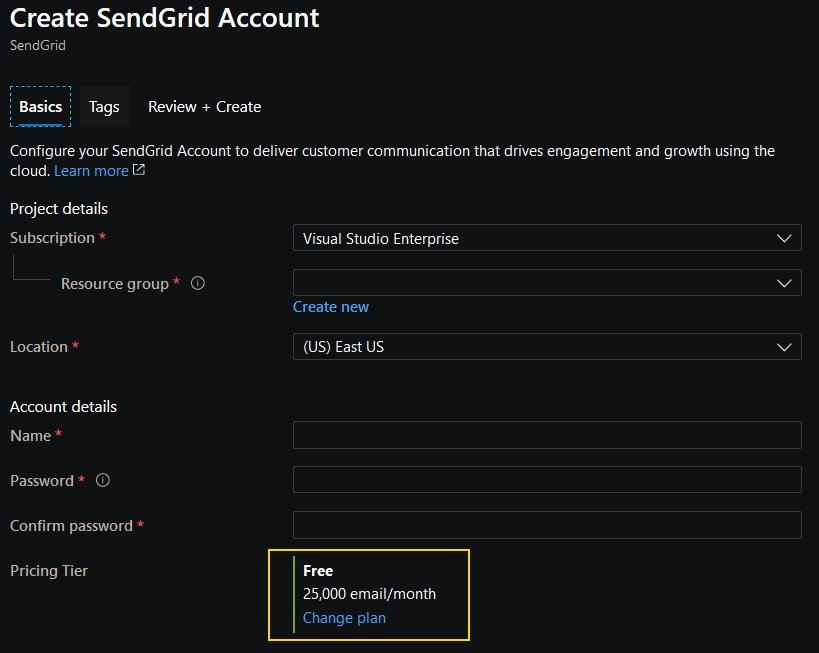 Create SendGrid Account
SendGrid
Basics
Tags
Review + Create
Configure your SendGrid Account to deliver customer communication that drives engagement and growth using the
cloud. Learn more
Project details
Subscription *
Visual Studio Enterprise
Resource group *
Create new
Location *
(US) East US
Account details
Name *
Password *
Confirm password *
Pricing Tier
Free
25,000 email/month
Change plan